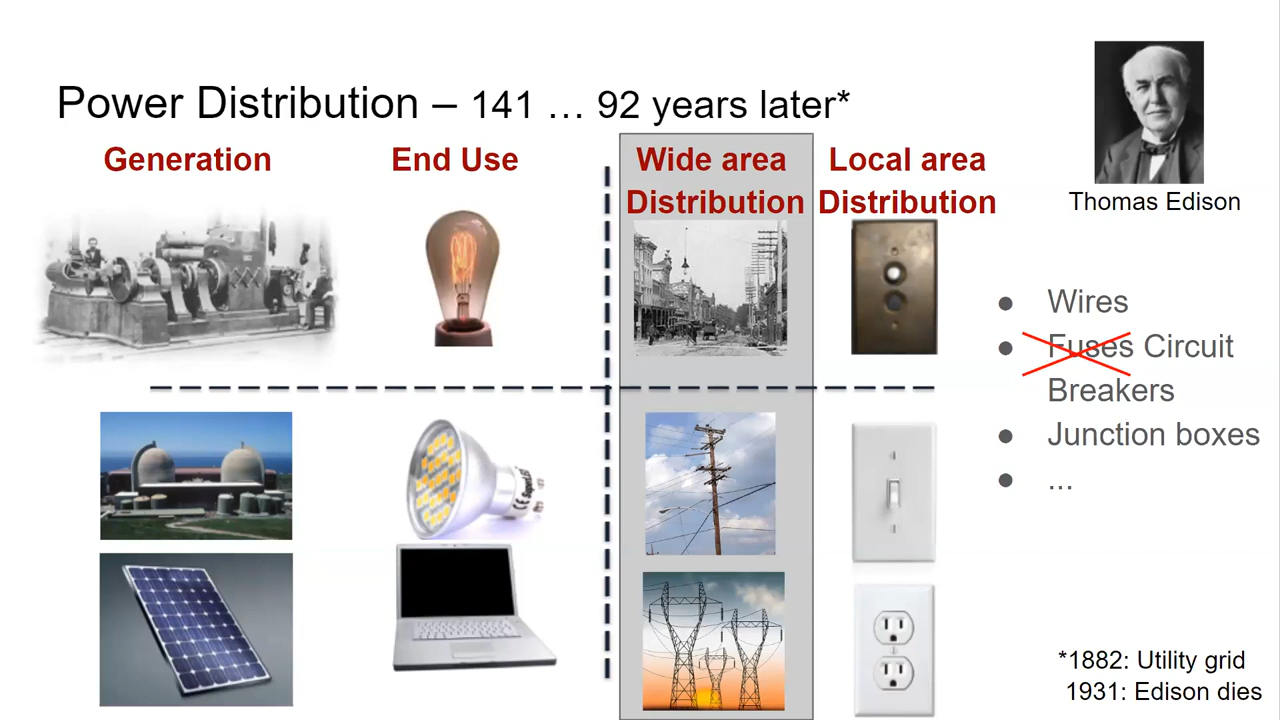 Power Distribution – 141 … 92 years later*
Thomas Edison
Generation
End Use
Wide area
Distribution
Local area
Distribution
● Wires
● Fuses Circuit
Breakers
● Junction boxes
● ...
*1882: Utility grid
1931: Edison dies